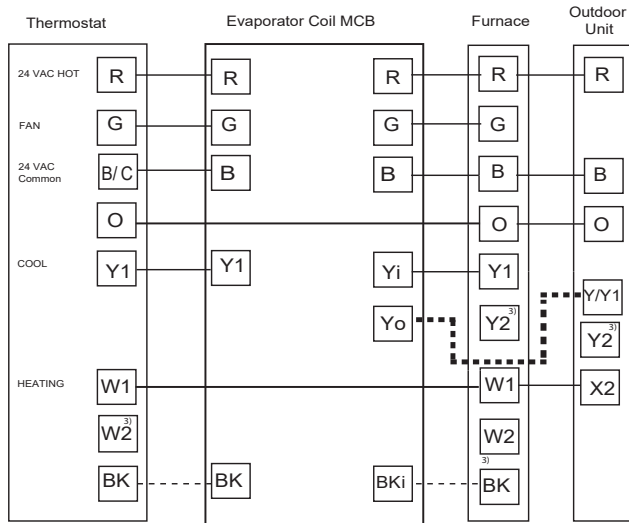 Thermostat Evaporator Coil MCB Furnace Outdoor Unit
24 VAC HOT R R R R R
FAN G G G G
24 VAC Common B/C B B B B
O O O
COOL Y1 Y1 Yi Y1 Y/Y1
Yo Y2 3) Y2 3)
HEATING W1 W1 X2
W2 3) W2
BK BK BKi 3) BK